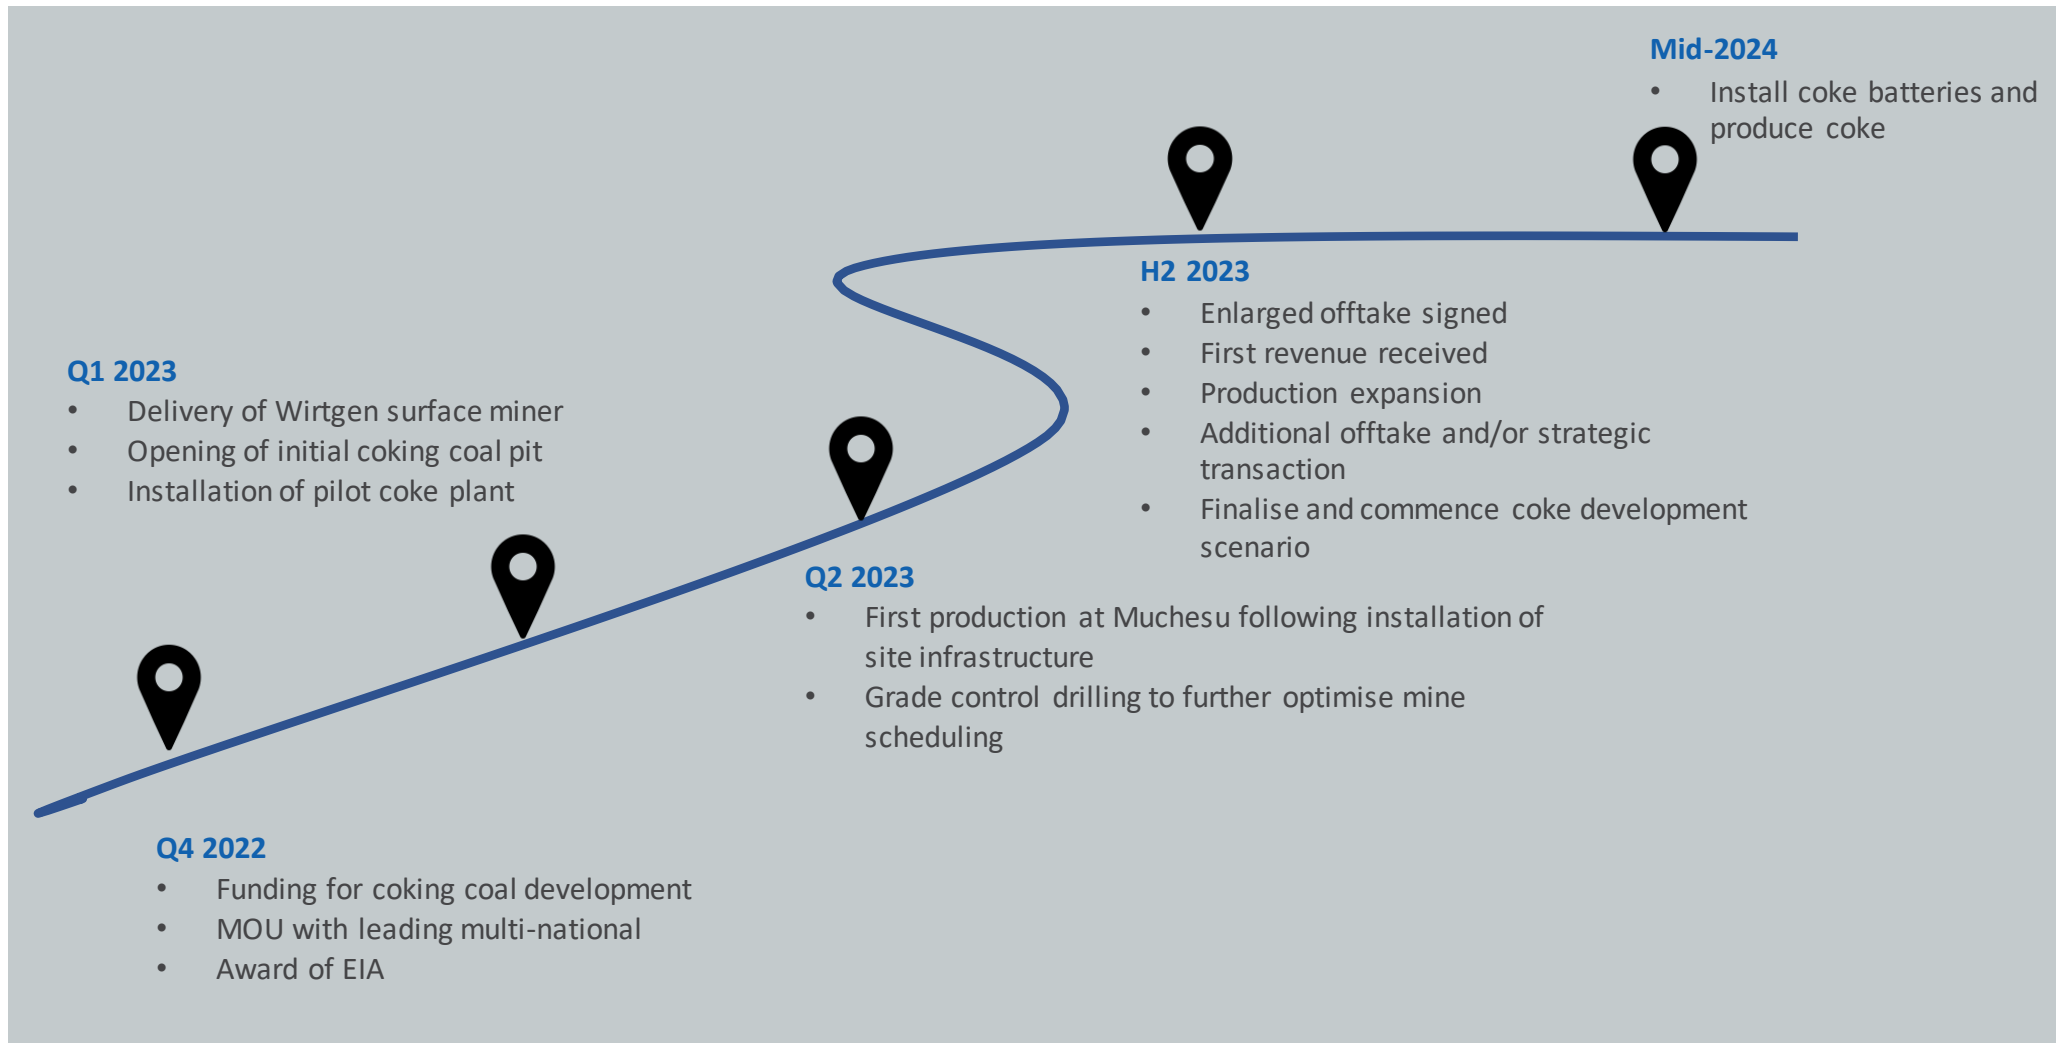 Mid-2024
• Install coke batteries and
produce coke
H2 2023
• Enlarged offtake signed
• First revenue received
• Production expansion
• Additional offtake and/or strategic
transaction
• Finalise and commence coke development
scenario
Q1 2023
• Delivery of Wirtgen surface miner
• Opening of initial coking coal pit
• Installation of pilot coke plant
Q2 2023
• First production at Muchesu following installation of
site infrastructure
• Grade control drilling to further optimise mine
scheduling
Q4 2022
• Funding for coking coal development
• MOU with leading multi-national
• Award of EIA